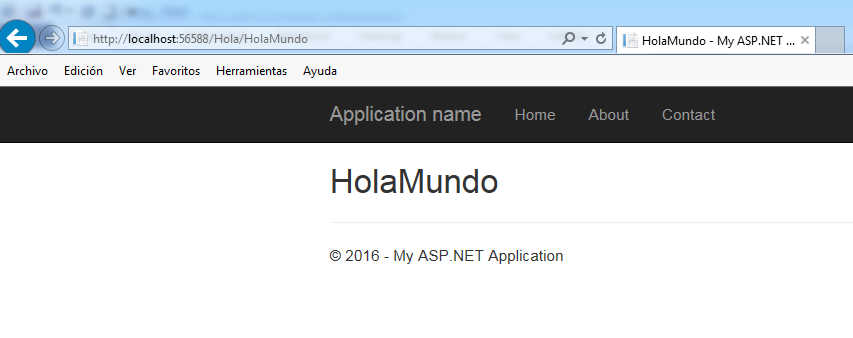 http://localhost:56588/Hola/HolaMundo
HolaMundo - My ASP.NET ...
Archivo Edición Ver Favoritos Herramientas Ayuda
Application name Home About Contact
HolaMundo
© 2016 - My ASP.NET Application